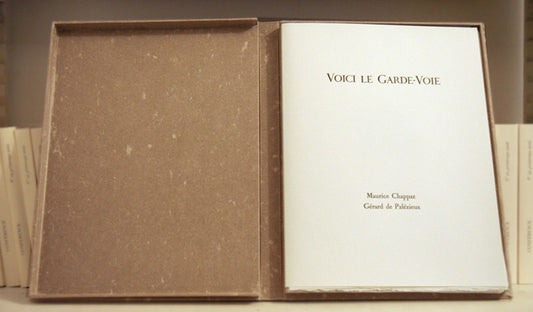 VOICI LE GARDE-VOIE
Maurice Chappaz
Gérard de Palézieux